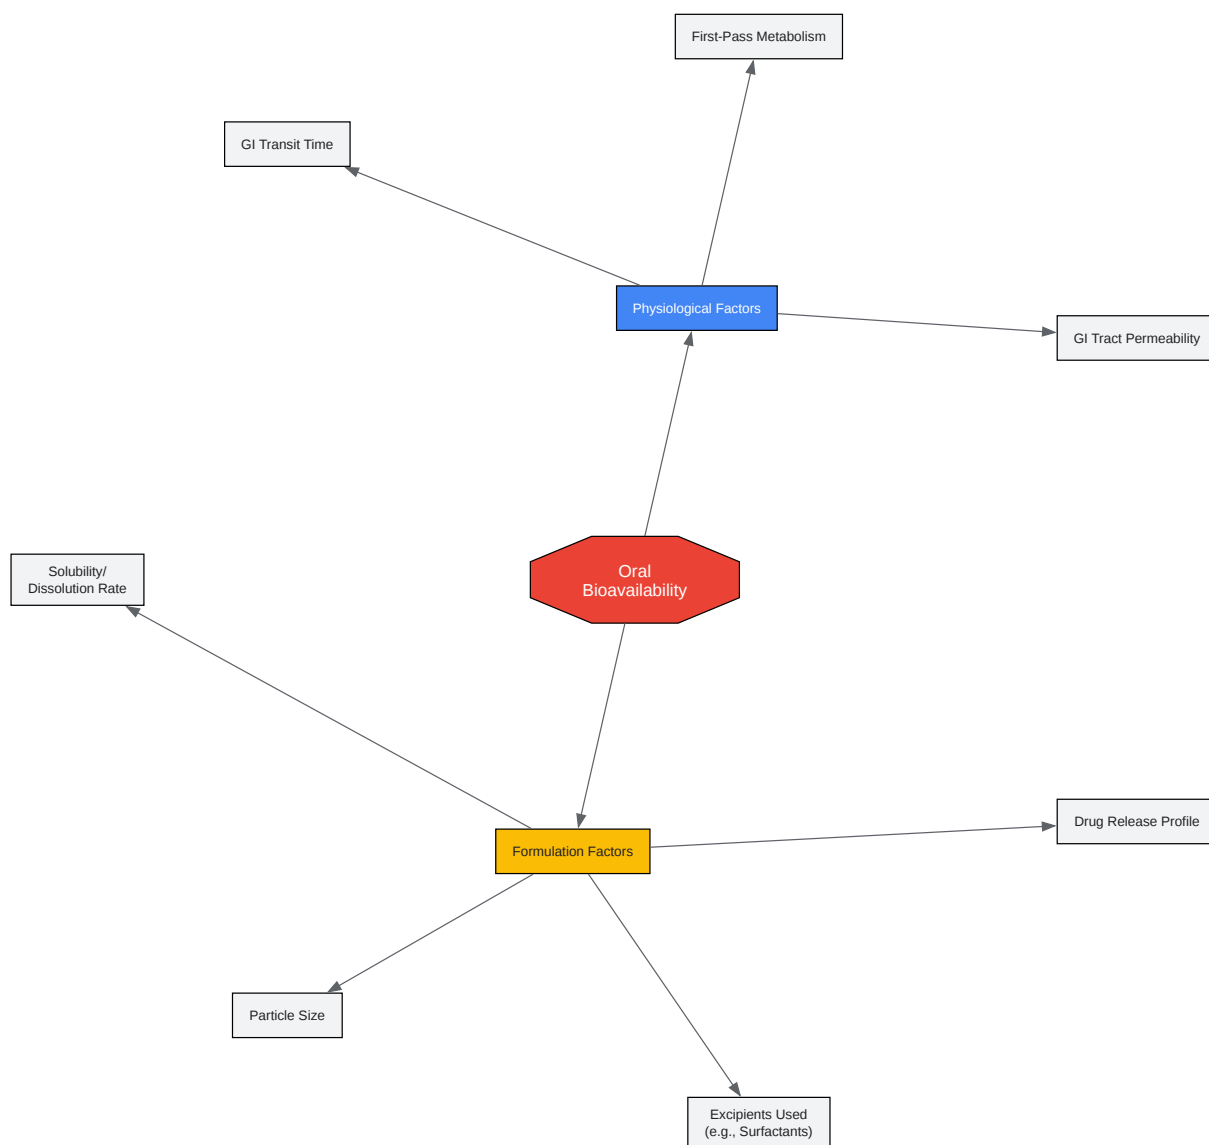 First-Pass Metabolism
GI Transit Time
Physiological Factors
GI Tract Permeability
Oral
Bioavailability
Solubility/
Dissolution Rate
Drug Release Profile
Formulation Factors
Particle Size
Excipients Used
(e.g., Surfactants)